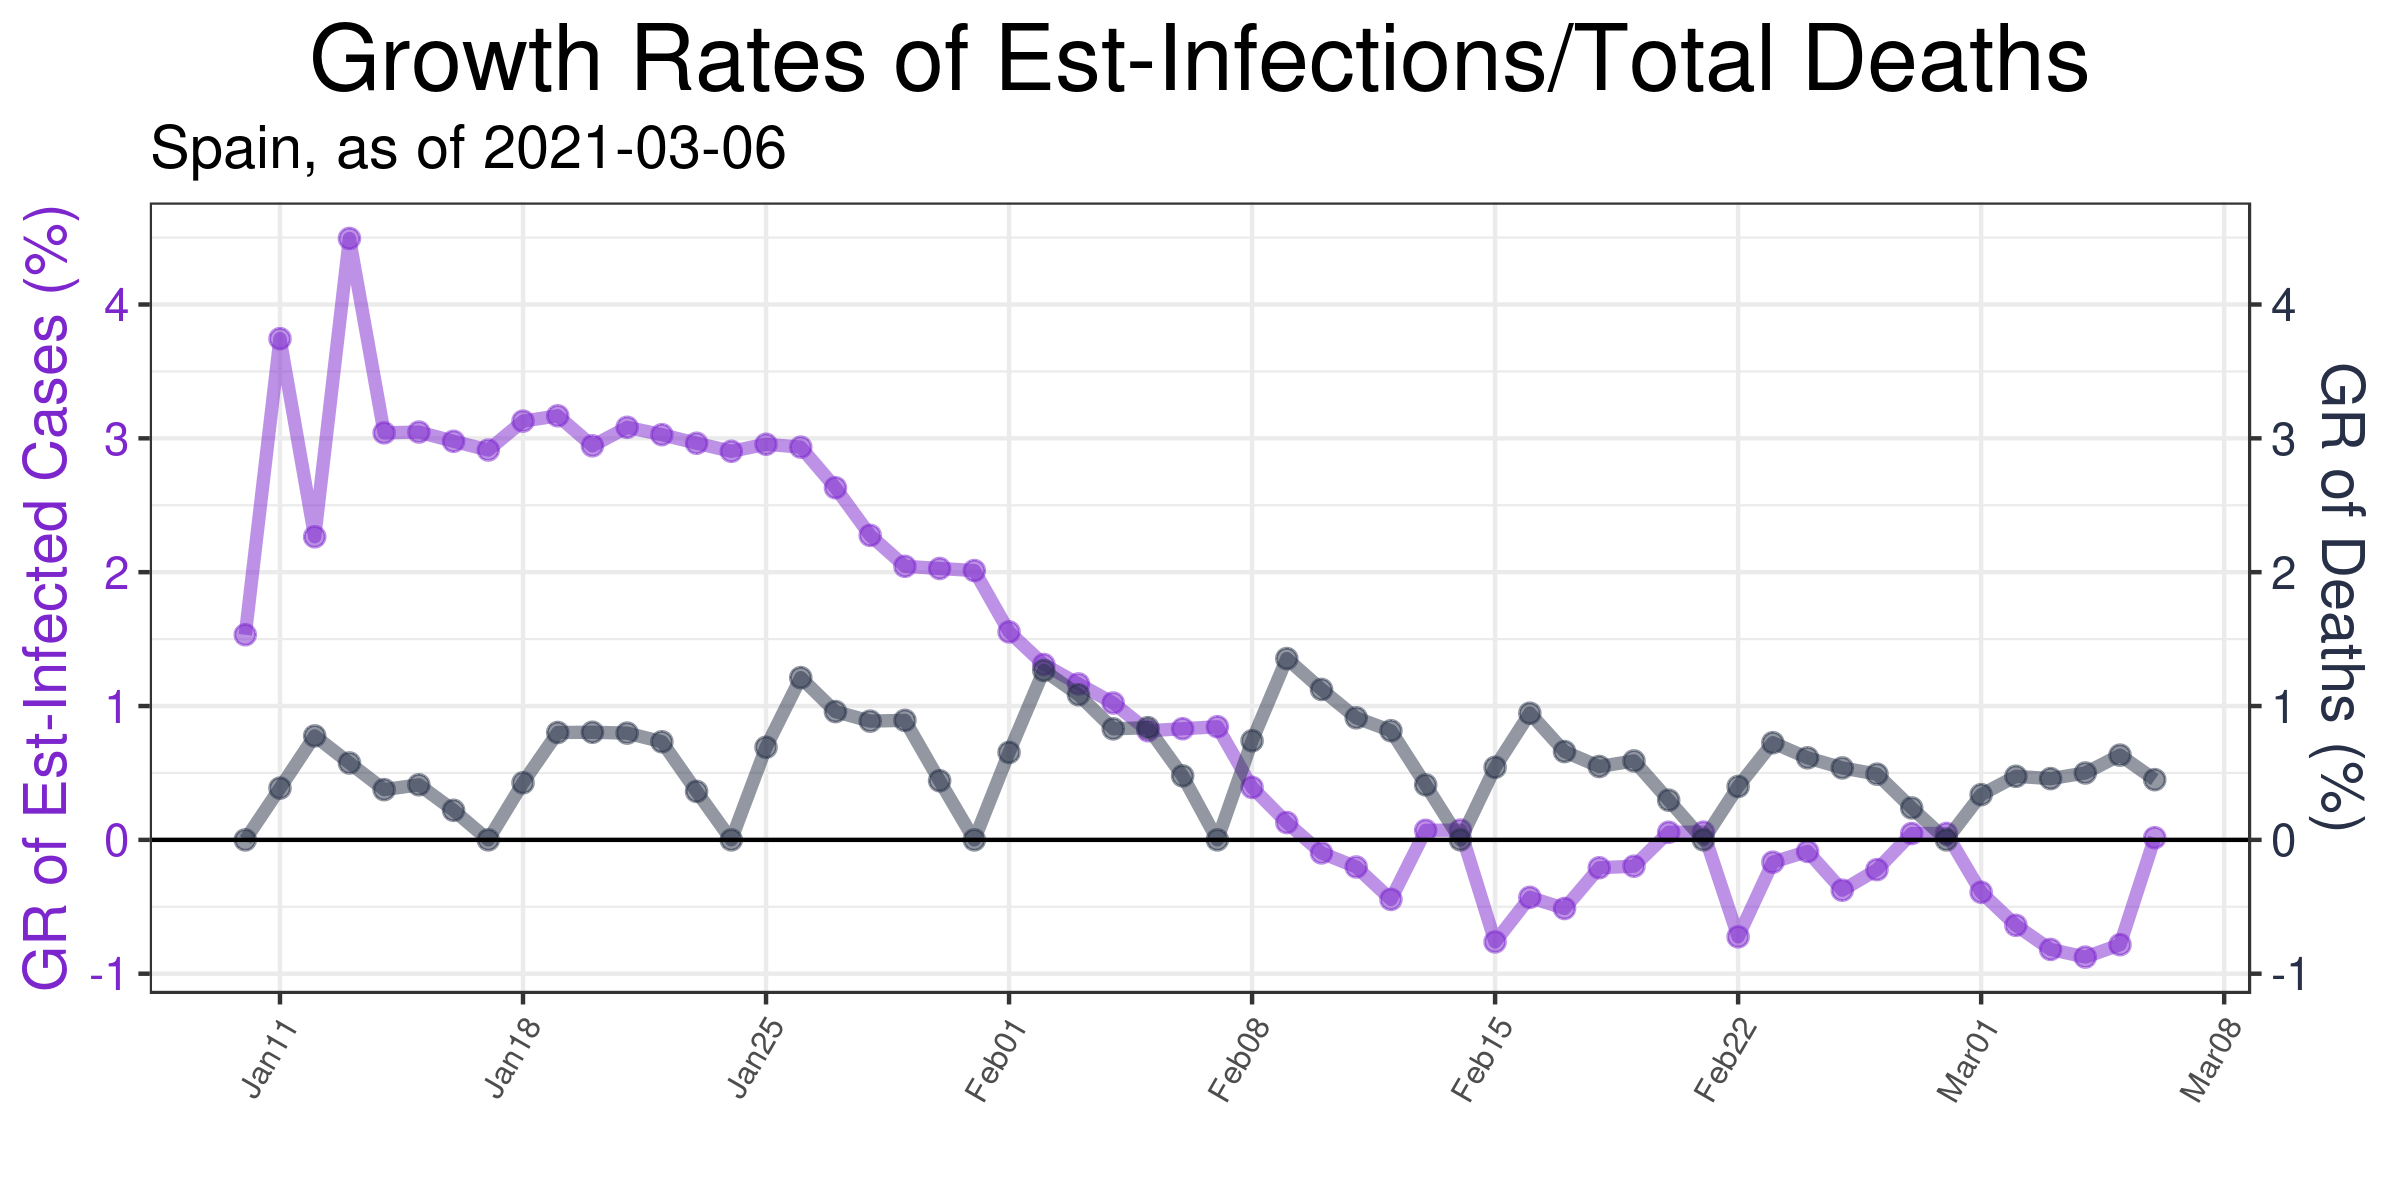 Growth Rates of Est-Infections/Total Deaths
Spain, as of 2021-03-06
GR of Est-Infected Cases (%)
4
3
2
1
0
-1
4
3
2
1
0
-1
GR of Deaths (%)
Jan11
Jan18
Jan25
Feb01
Feb08
Feb15
Feb22
Mar01
Mar08